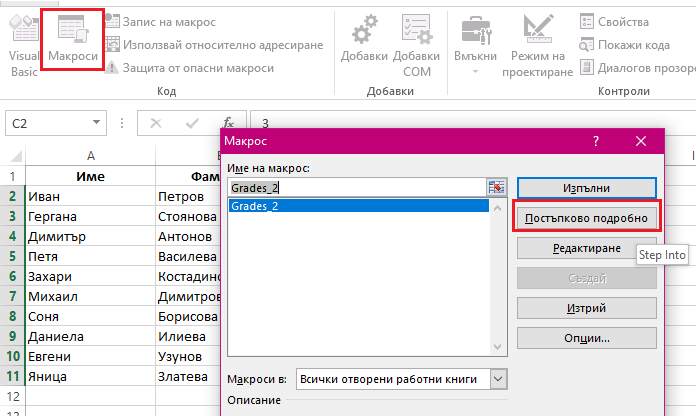 Visual Basic
Макроси
Запис на макрос
Използвай относително адресиране
Защита от опасни макроси
Код
Добавки
Добавки COM
Добавки
Вмъкни
Режим на проектиране
Свойства
Покажи кода
Диалогов прозор
Контроли
C2
fx
3
A
I
1 Име Фам
2 Иван Петров
3 Гергана Стоянова
4 Димитър Антонов
5 Петя Василева
6 Захари Костадино
7 Михаил Димитров
8 Соня Борисова
9 Даниела Илиева
10 Евгени Узунов
11 Яница Златева
12
13
Макрос
?
Име на макрос:
Grades_2
Grades_2
Изпълни
Постъпково подробно
Step Into
Редактиране
Създай
Изтрий
Опции...
Макроси в:
Всички отворени работни книги
Описание